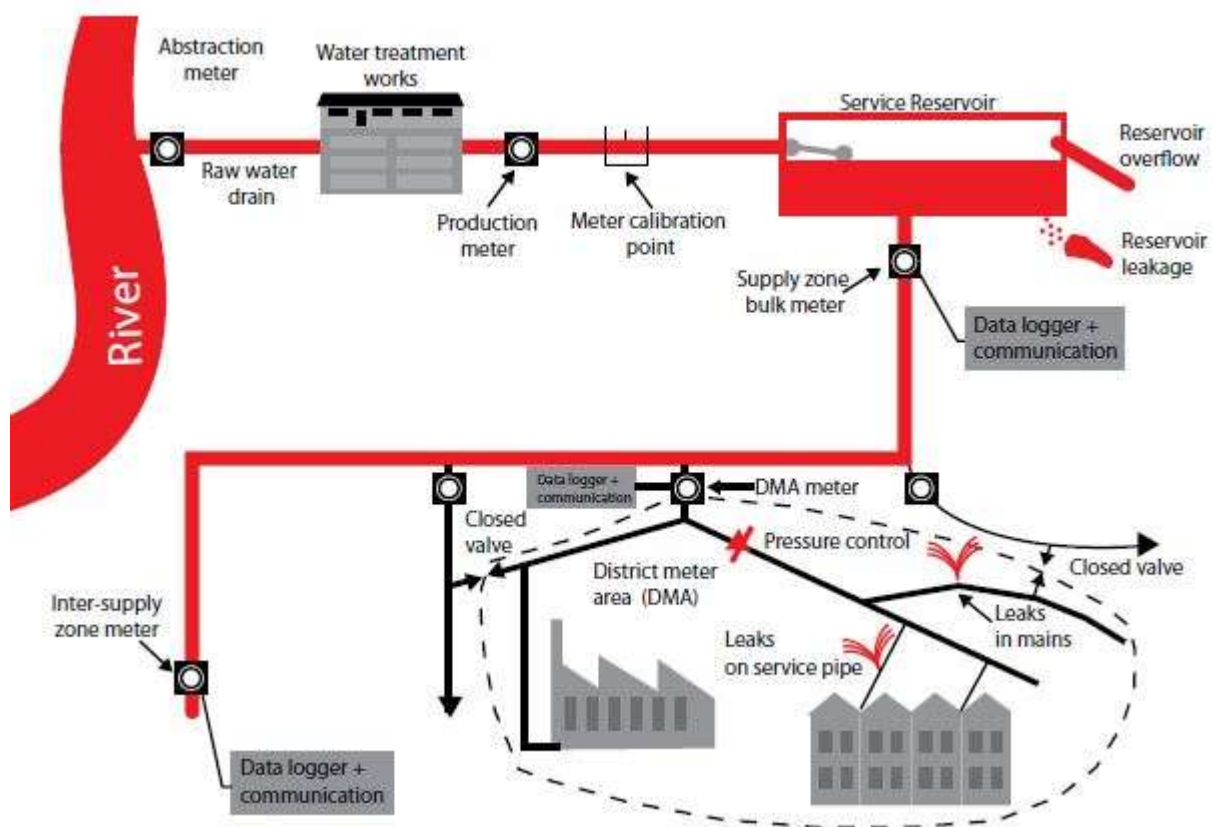 Abstraction
meter
Water treatment
works
Service Reservoir
Reservoir
overflow
Raw water
drain
Production
meter
Meter calibration
point
Reservoir
leakage
Supply zone
bulk meter
River
Data logger +
communication
Data logger +
communication
DMA meter
Closed
valve
Pressure control
District meter
area (DMA)
Closed valve
Inter-supply
zone meter
Leaks
in mains
Leaks
on service pipe
Data logger +
communication